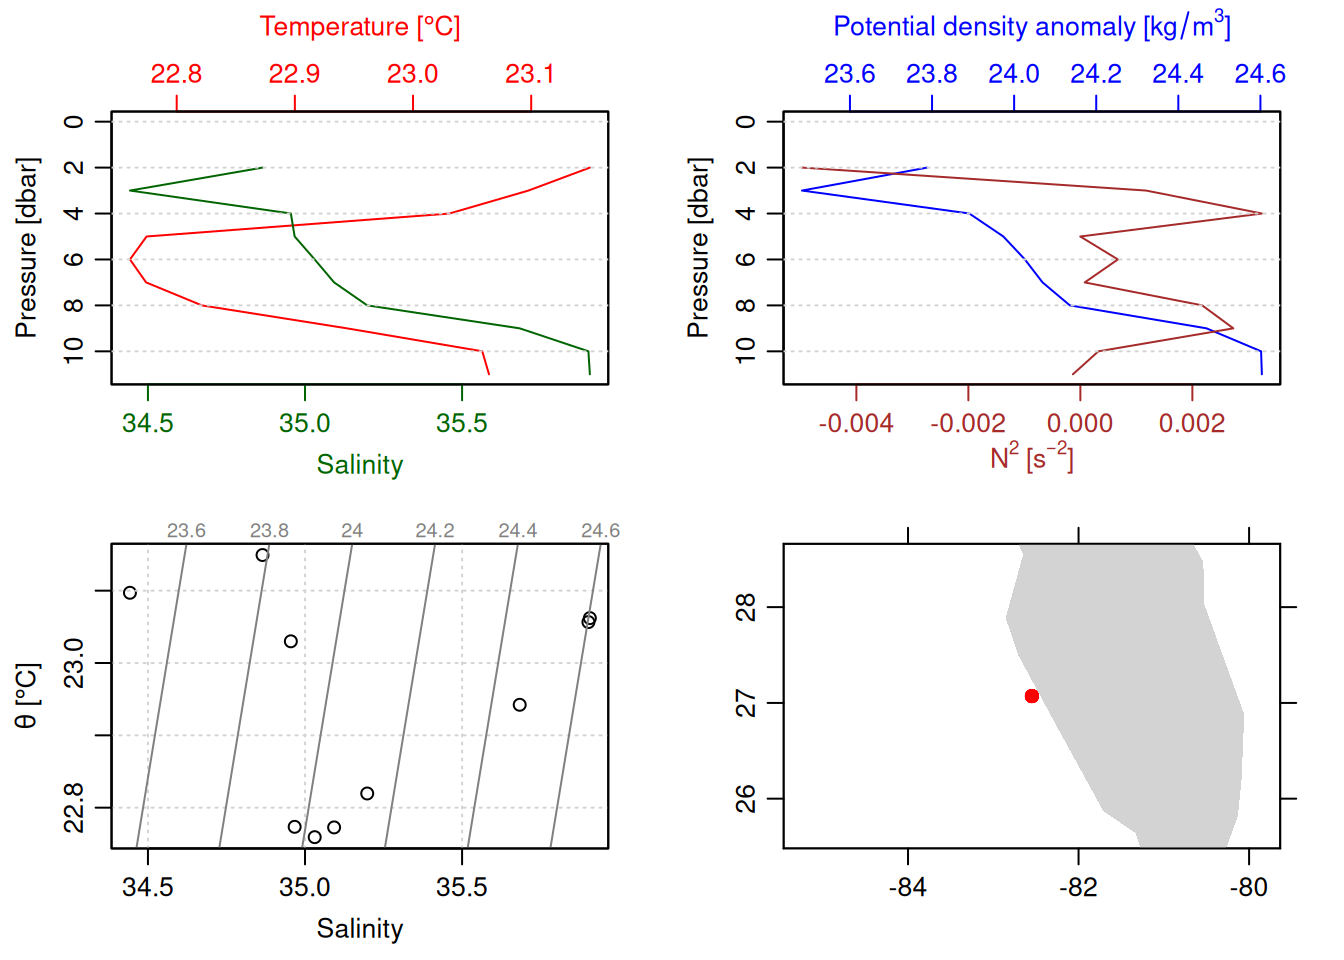 Temperature [°C]
22.8 22.9 23.0 23.1
Pressure [dbar]
0
2
4
6
8
10
34.5 35.0 35.5
Salinity
Potential density anomaly [kg/m³]
23.6 23.8 24.0 24.2 24.4 24.6
Pressure [dbar]
0
2
4
6
8
10
-0.004 -0.002 0.000 0.002
N² [s⁻²]
23.6 23.8 24 24.2 24.4 24.6
θ [°C]
23.0
22.8
34.5 35.0 35.5
Salinity
28
27
26
-84 -82 -80